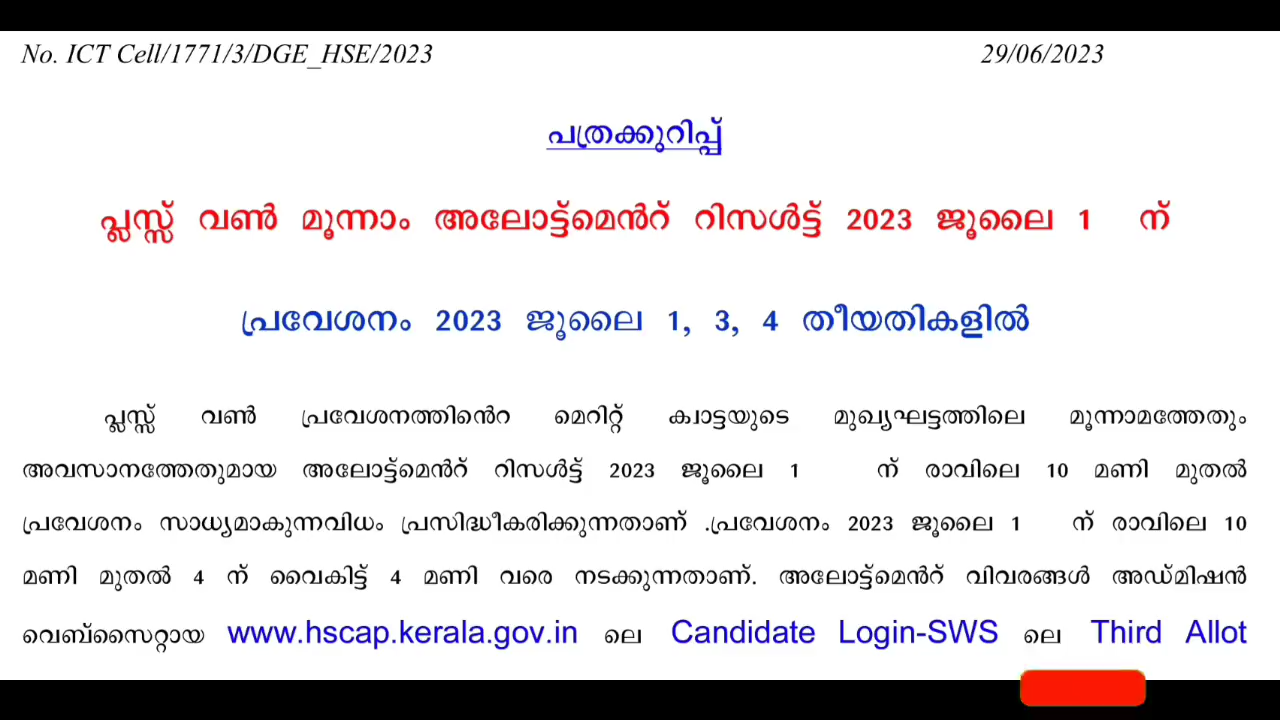 No. ICT Cell/1771/3/DGE_HSE/2023 29/06/2023
പത്രക്കുറിപ്പ്
പ്ലസ്സ് വൺ മൂന്നാം അലോട്ട്മെൻറ് റിസൾട്ട് 2023 ജൂലൈ 1 ന്
പ്രവേശനം 2023 ജൂലൈ 1, 3, 4 തീയതികളിൽ
പ്ലസ്സ് വൺ പ്രവേശനത്തിൻെറ മെറിറ്റ് ക്വാട്ടയുടെ മുഖ്യഘട്ടത്തിലെ മൂന്നാമത്തേതും
അവസാനത്തേതുമായ അലോട്ട്മെൻറ് റിസൾട്ട് 2023 ജൂലൈ 1 ന് രാവിലെ 10 മണി മുതൽ
പ്രവേശനം സാധ്യമാകുന്നവിധം പ്രസിദ്ധീകരിക്കുന്നതാണ് .പ്രവേശനം 2023 ജൂലൈ 1 ന് രാവിലെ 10
മണി മുതൽ 4 ന് വൈകിട്ട് 4 മണി വരെ നടക്കുന്നതാണ്. അലോട്ട്മെൻറ് വിവരങ്ങൾ അഡ്മിഷൻ
വെബ്സൈറ്റായ www.hscap.kerala.gov.in ലെ Candidate Login-SWS ലെ Third Allot